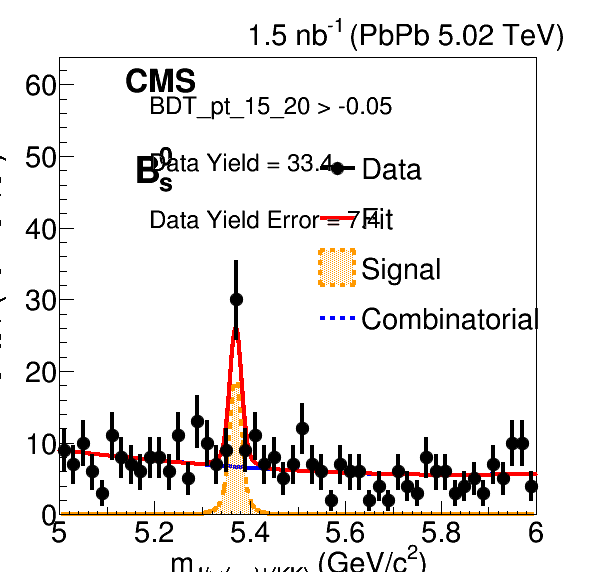 1.5 nb-1 (PbPb 5.02 TeV)
CMS
BDT_pt_15_20 > -0.05
B0s
Data Yield = 33.4
Data Yield Error = 7.4
Data
Fit
Signal
Combinatorial
60
50
40
30
20
10
0
5 5.2 5.4 5.6 5.8 6
(GeV/c2)